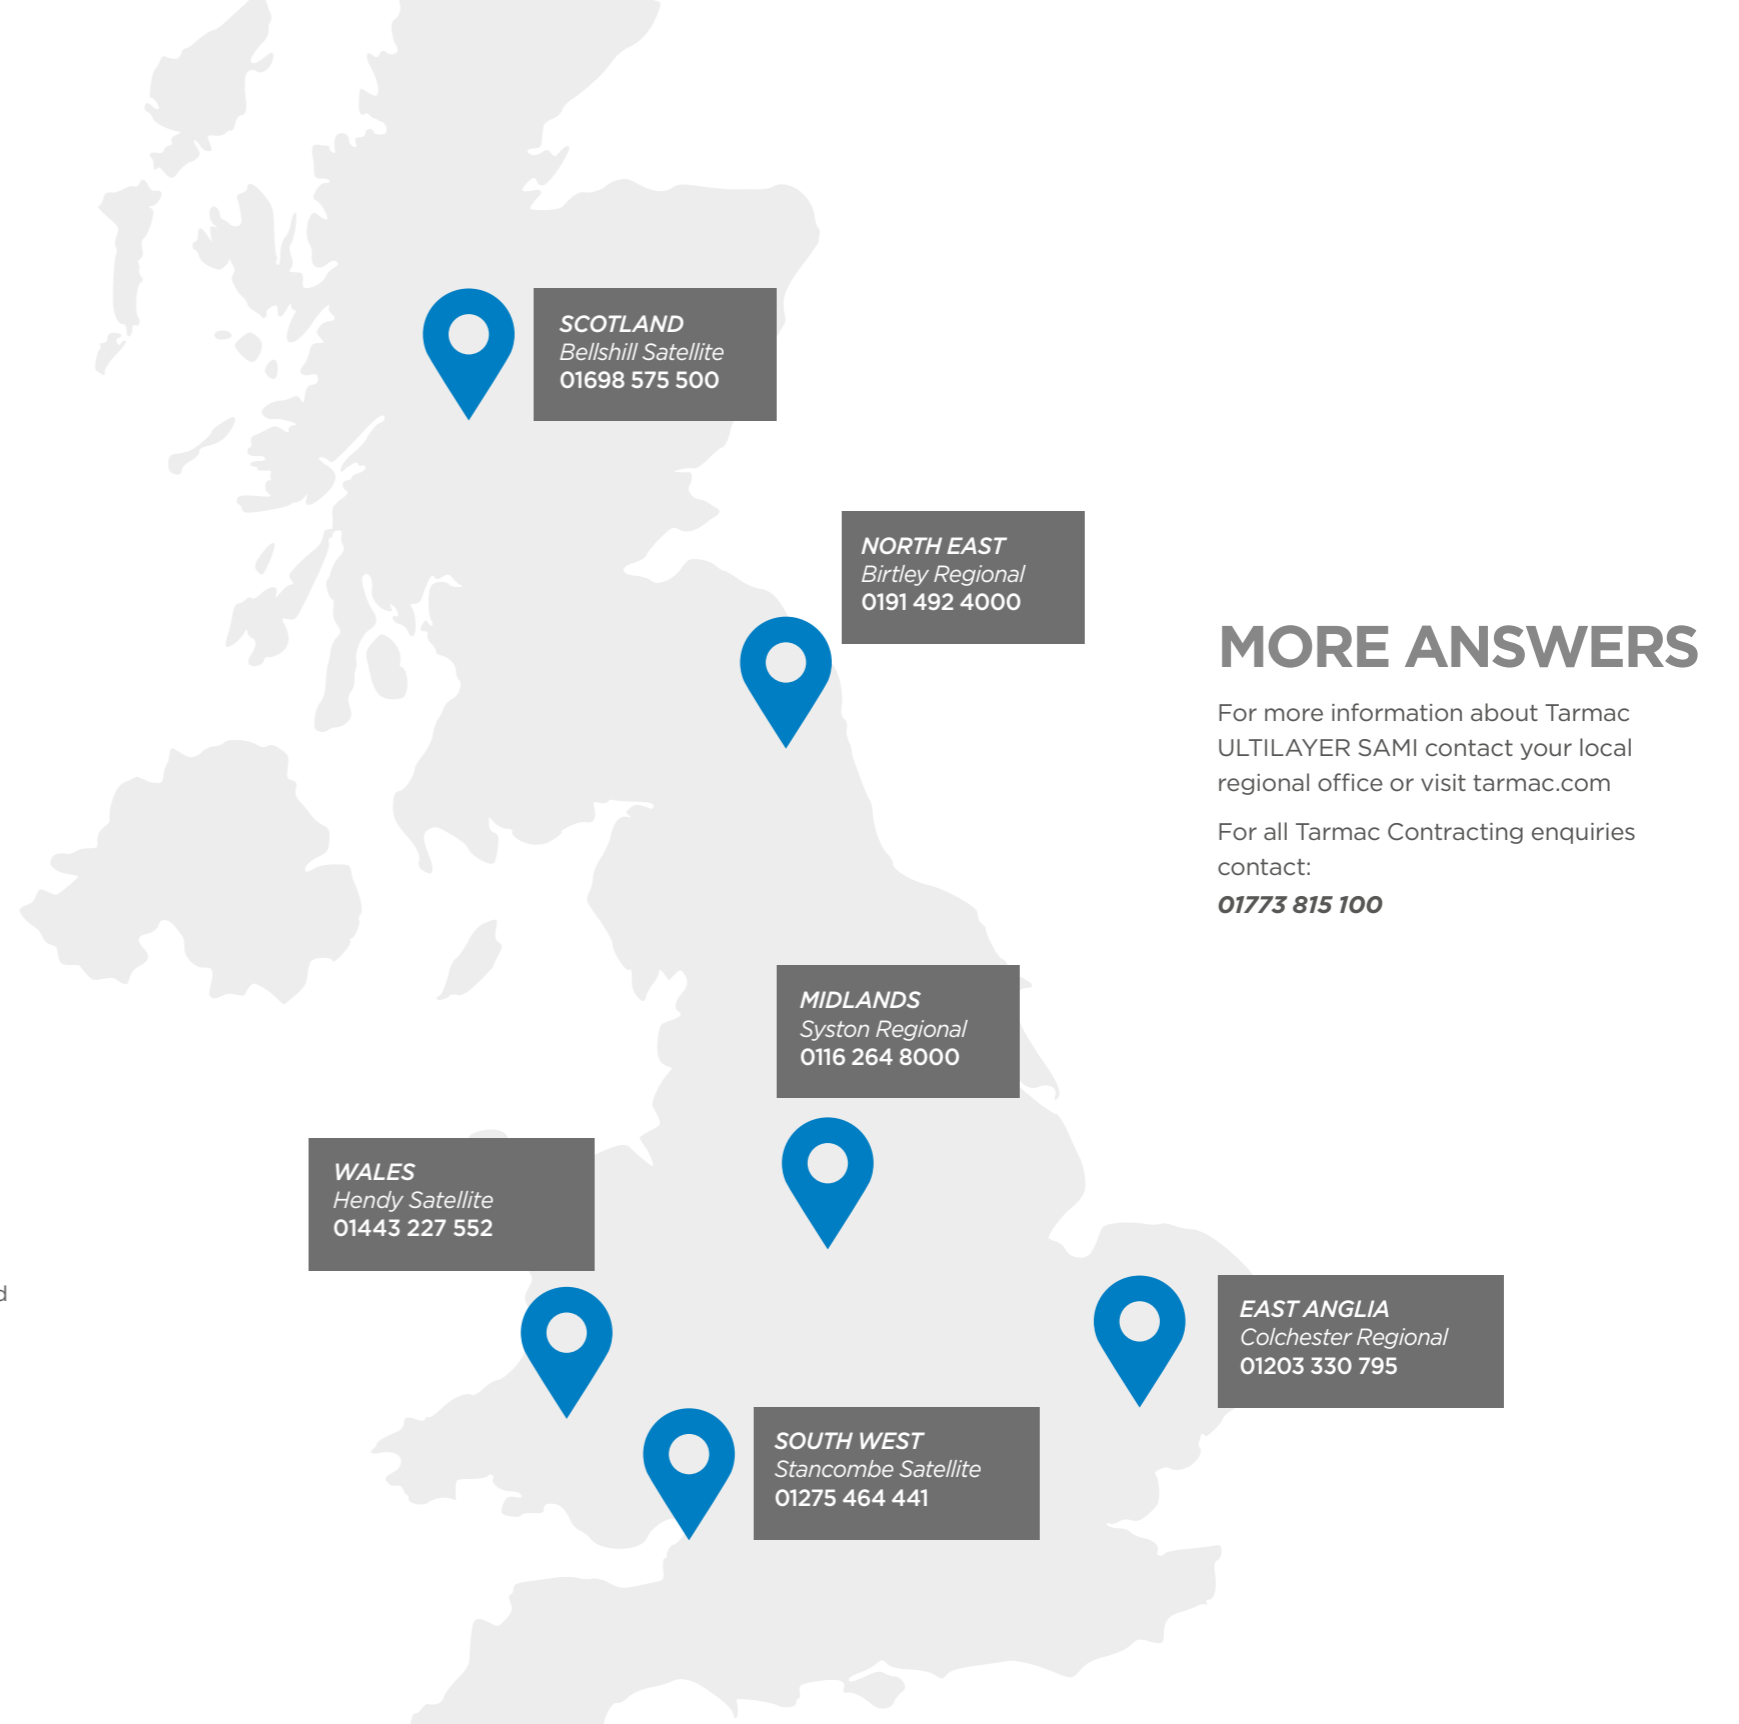 SCOTLAND
Bellshill Satellite
01698 575 500
NORTH EAST
Birtley Regional
0191 492 4000
MORE ANSWERS
For more information about Tarmac
ULTILAYER SAMI contact your local
regional office or visit tarmac.com
For all Tarmac Contracting enquiries
contact:
01773 815 100
MIDLANDS
Syston Regional
0116 264 8000
WALES
Hendy Satellite
01443 227 552
EAST ANGLIA
Colchester Regional
01203 330 795
SOUTH WEST
Stancombe Satellite
01275 464 441